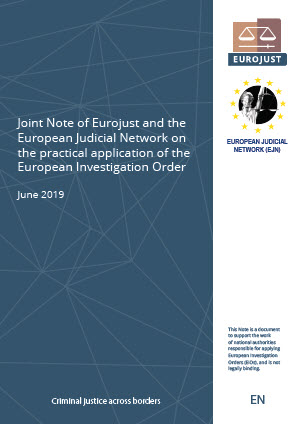 EUROJUST
EUROPEAN JUDICIAL
NETWORK (EJN)
Joint Note of Eurojust and the
European Judicial Network on
the practical application of the
European Investigation Order
June 2019
This Note is a document
to support the work
of national authorities
responsible for applying
European Investigation
Orders (EIOs), and is not
legally binding.
Criminal justice across borders
EN